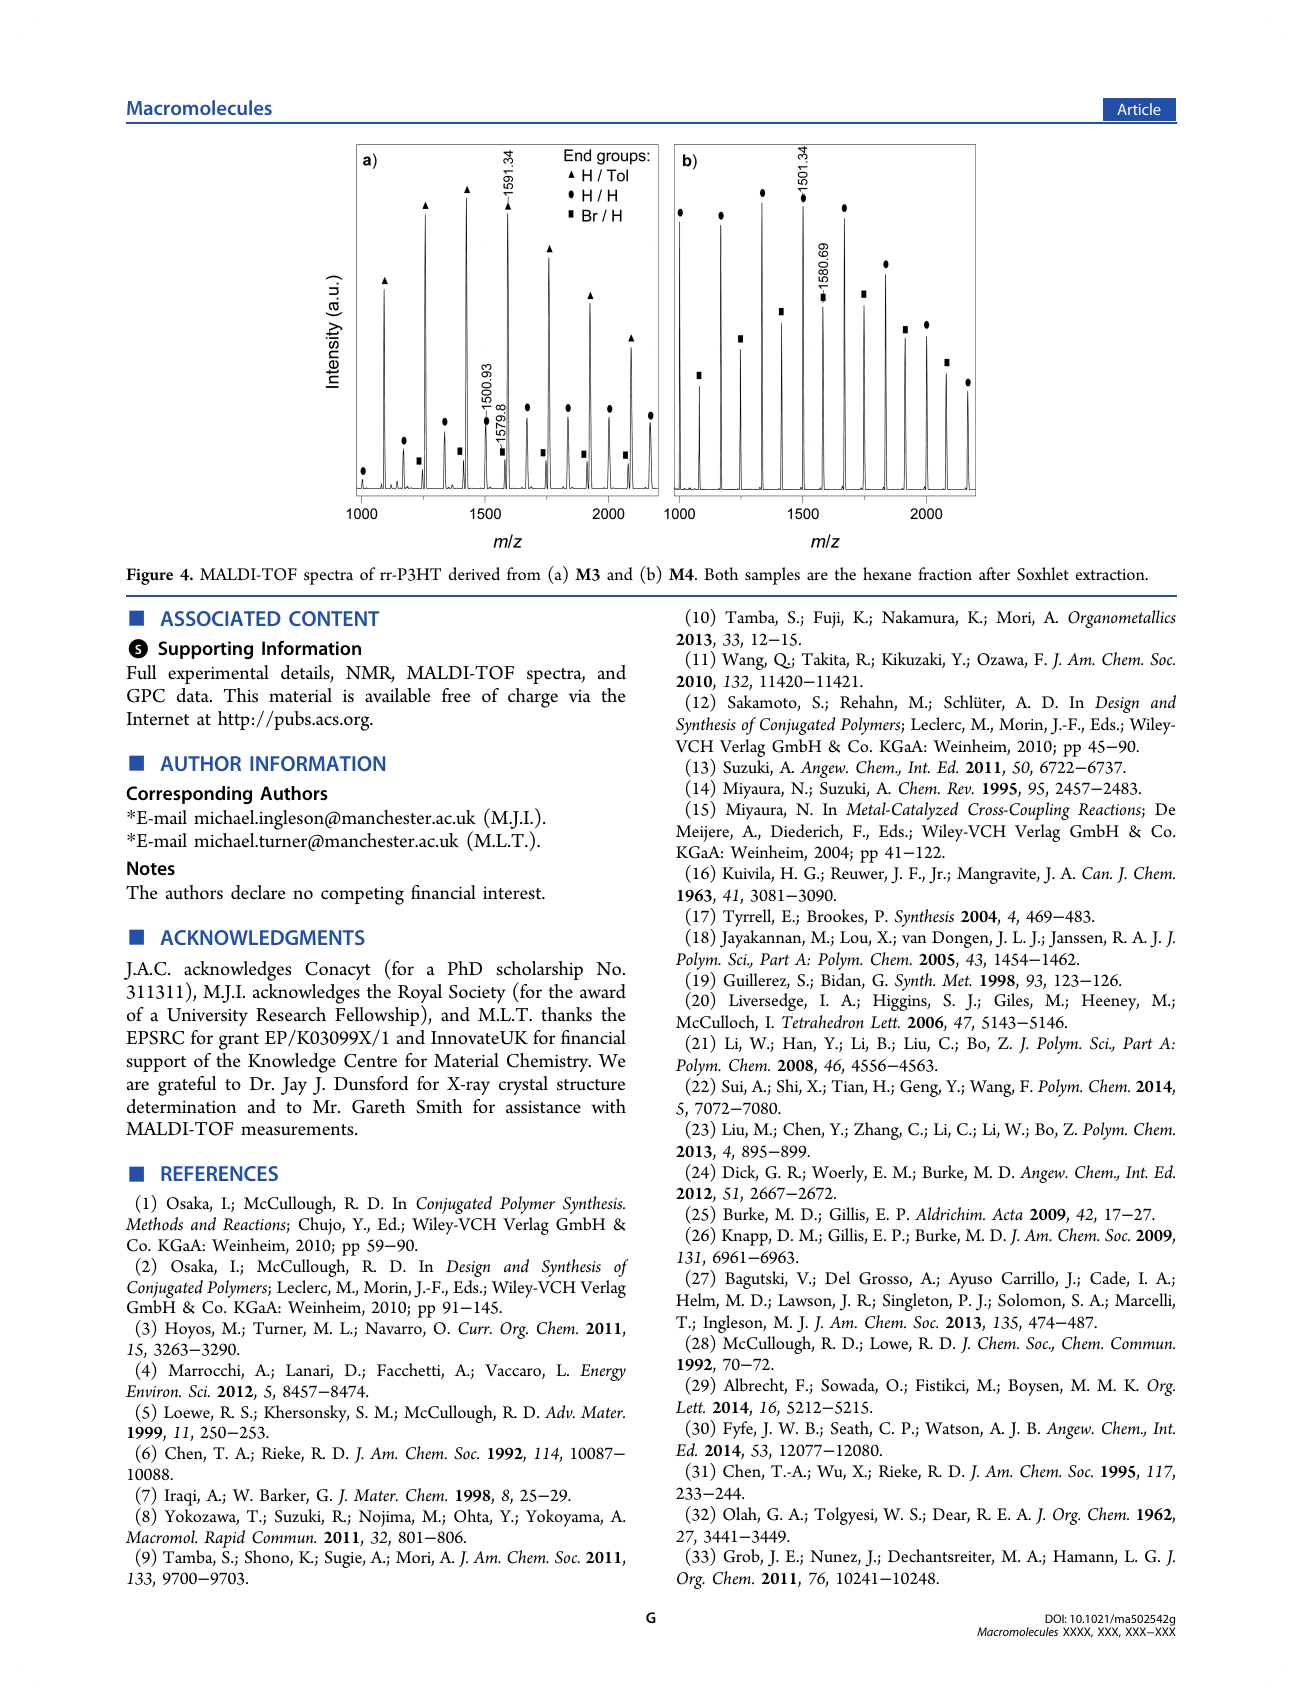 Macromolecules
Article
a)
1591.34
End groups:
▲ H / Tol
● H / H
■ Br / H
1500.93
1579.8
Intensity (a.u.)
1000 1500 2000
m/z
b)
1501.34
1580.69
1000 1500 2000
m/z
Figure 4. MALDI-TOF spectra of rr-P3HT derived from (a) M3 and (b) M4. Both samples are the hexane fraction after Soxhlet extraction.
■ ASSOCIATED CONTENT
S Supporting Information
Full experimental details, NMR, MALDI-TOF spectra, and
GPC data. This material is available free of charge via the
Internet at http://pubs.acs.org.
■ AUTHOR INFORMATION
Corresponding Authors
*E-mail michael.ingleson@manchester.ac.uk (M.J.I.).
*E-mail michael.turner@manchester.ac.uk (M.L.T.).
Notes
The authors declare no competing financial interest.
■ ACKNOWLEDGMENTS
J.A.C. acknowledges Conacyt (for a PhD scholarship No.
311311), M.J.I. acknowledges the Royal Society (for the award
of a University Research Fellowship), and M.L.T. thanks the
EPSRC for grant EP/K03099X/1 and InnovateUK for financial
support of the Knowledge Centre for Material Chemistry. We
are grateful to Dr. Jay J. Dunsford for X-ray crystal structure
determination and to Mr. Gareth Smith for assistance with
MALDI-TOF measurements.
■ REFERENCES
(1) Osaka, I.; McCullough, R. D. In Conjugated Polymer Synthesis.
Methods and Reactions; Chujo, Y., Ed.; Wiley-VCH Verlag GmbH &
Co. KGaA: Weinheim, 2010; pp 59−90.
(2) Osaka, I.; McCullough, R. D. In Design and Synthesis of
Conjugated Polymers; Leclerc, M., Morin, J.-F., Eds.; Wiley-VCH Verlag
GmbH & Co. KGaA: Weinheim, 2010; pp 91−145.
(3) Hoyos, M.; Turner, M. L.; Navarro, O. Curr. Org. Chem. 2011,
15, 3263−3290.
(4) Marrocchi, A.; Lanari, D.; Facchetti, A.; Vaccaro, L. Energy
Environ. Sci. 2012, 5, 8457−8474.
(5) Loewe, R. S.; Khersonsky, S. M.; McCullough, R. D. Adv. Mater.
1999, 11, 250−253.
(6) Chen, T. A.; Rieke, R. D. J. Am. Chem. Soc. 1992, 114, 10087−
10088.
(7) Iraqi, A.; W. Barker, G. J. Mater. Chem. 1998, 8, 25−29.
(8) Yokozawa, T.; Suzuki, R.; Nojima, M.; Ohta, Y.; Yokoyama, A.
Macromol. Rapid Commun. 2011, 32, 801−806.
(9) Tamba, S.; Shono, K.; Sugie, A.; Mori, A. J. Am. Chem. Soc. 2011,
133, 9700−9703.
(10) Tamba, S.; Fuji, K.; Nakamura, K.; Mori, A. Organometallics
2013, 33, 12−15.
(11) Wang, Q.; Takita, R.; Kikuzaki, Y.; Ozawa, F. J. Am. Chem. Soc.
2010, 132, 11420−11421.
(12) Sakamoto, S.; Rehahn, M.; Schlüter, A. D. In Design and
Synthesis of Conjugated Polymers; Leclerc, M., Morin, J.-F., Eds.; Wiley-
VCH Verlag GmbH & Co. KGaA: Weinheim, 2010; pp 45−90.
(13) Suzuki, A. Angew. Chem., Int. Ed. 2011, 50, 6722−6737.
(14) Miyaura, N.; Suzuki, A. Chem. Rev. 1995, 95, 2457−2483.
(15) Miyaura, N. In Metal-Catalyzed Cross-Coupling Reactions; De
Meijere, A., Diederich, F., Eds.; Wiley-VCH Verlag GmbH & Co.
KGaA: Weinheim, 2004; pp 41−122.
(16) Kuivila, H. G.; Reuwer, J. F., Jr.; Mangravite, J. A. Can. J. Chem.
1963, 41, 3081−3090.
(17) Tyrrell, E.; Brookes, P. Synthesis 2004, 4, 469−483.
(18) Jayakannan, M.; Lou, X.; van Dongen, J. L. J.; Janssen, R. A. J. J.
Polym. Sci., Part A: Polym. Chem. 2005, 43, 1454−1462.
(19) Guillerez, S.; Bidan, G. Synth. Met. 1998, 93, 123−126.
(20) Liversedge, I. A.; Higgins, S. J.; Giles, M.; Heeney, M.;
McCulloch, I. Tetrahedron Lett. 2006, 47, 5143−5146.
(21) Li, W.; Han, Y.; Li, B.; Liu, C.; Bo, Z. J. Polym. Sci., Part A:
Polym. Chem. 2008, 46, 4556−4563.
(22) Sui, A.; Shi, X.; Tian, H.; Geng, Y.; Wang, F. Polym. Chem. 2014,
5, 7072−7080.
(23) Liu, M.; Chen, Y.; Zhang, C.; Li, C.; Li, W.; Bo, Z. Polym. Chem.
2013, 4, 895−899.
(24) Dick, G. R.; Woerly, E. M.; Burke, M. D. Angew. Chem., Int. Ed.
2012, 51, 2667−2672.
(25) Burke, M. D.; Gillis, E. P. Aldrichim. Acta 2009, 42, 17−27.
(26) Knapp, D. M.; Gillis, E. P.; Burke, M. D. J. Am. Chem. Soc. 2009,
131, 6961−6963.
(27) Bagutski, V.; Del Grosso, A.; Ayuso Carrillo, J.; Cade, I. A.;
Helm, M. D.; Lawson, J. R.; Singleton, P. J.; Solomon, S. A.; Marcelli,
T.; Ingleson, M. J. J. Am. Chem. Soc. 2013, 135, 474−487.
(28) McCullough, R. D.; Lowe, R. D. J. Chem. Soc., Chem. Commun.
1992, 70−72.
(29) Albrecht, F.; Sowada, O.; Fistikci, M.; Boysen, M. M. K. Org.
Lett. 2014, 16, 5212−5215.
(30) Fyfe, J. W. B.; Seath, C. P.; Watson, A. J. B. Angew. Chem., Int.
Ed. 2014, 53, 12077−12080.
(31) Chen, T.-A.; Wu, X.; Rieke, R. D. J. Am. Chem. Soc. 1995, 117,
233−244.
(32) Olah, G. A.; Tolgyesi, W. S.; Dear, R. E. A. J. Org. Chem. 1962,
27, 3441−3449.
(33) Grob, J. E.; Nunez, J.; Dechantsreiter, M. A.; Hamann, L. G. J.
Org. Chem. 2011, 76, 10241−10248.
G
DOI: 10.1021/ma502542g
Macromolecules XXXX, XXX, XXX−XXX